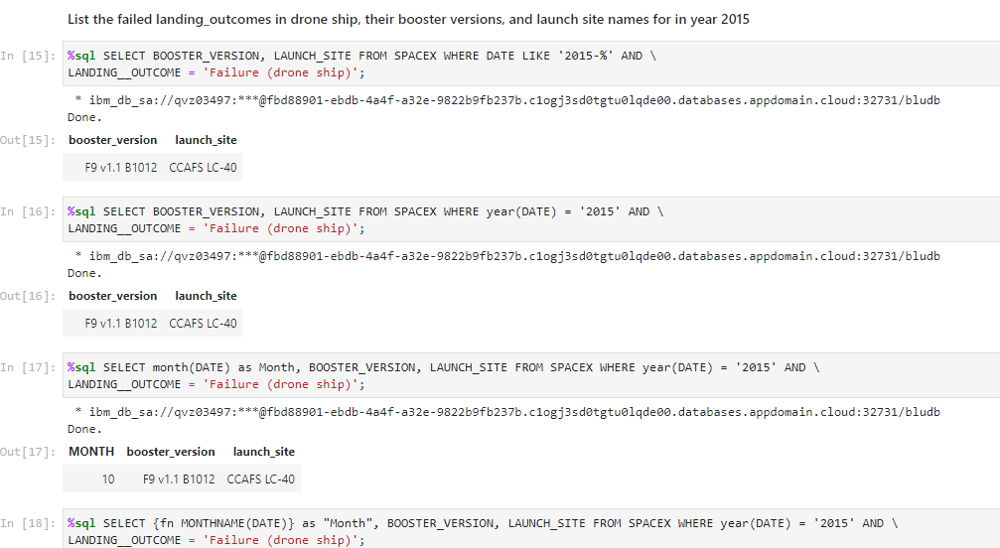 List the failed landing_outcomes in drone ship, their booster versions, and launch site names for in year 2015
In [15]: %sql SELECT BOOSTER_VERSION, LAUNCH_SITE FROM SPACEX WHERE DATE LIKE '2015-%' AND \
LANDING__OUTCOME = 'Failure (drone ship)';
* ibm_db_sa://qvz03497:***@fbd88901-ebdb-4a4f-a32e-9822b9fb237b.c1ogj3sd0tgtu0lqde00.databases.appdomain.cloud:32731/bludb
Done.
Out[15]: booster_version launch_site
F9 v1.1 B1012 CCAFS LC-40
In [16]: %sql SELECT BOOSTER_VERSION, LAUNCH_SITE FROM SPACEX WHERE year(DATE) = '2015' AND \
LANDING__OUTCOME = 'Failure (drone ship)';
* ibm_db_sa://qvz03497:***@fbd88901-ebdb-4a4f-a32e-9822b9fb237b.c1ogj3sd0tgtu0lqde00.databases.appdomain.cloud:32731/bludb
Done.
Out[16]: booster_version launch_site
F9 v1.1 B1012 CCAFS LC-40
In [17]: %sql SELECT month(DATE) as Month, BOOSTER_VERSION, LAUNCH_SITE FROM SPACEX WHERE year(DATE) = '2015' AND \
LANDING__OUTCOME = 'Failure (drone ship)';
* ibm_db_sa://qvz03497:***@fbd88901-ebdb-4a4f-a32e-9822b9fb237b.c1ogj3sd0tgtu0lqde00.databases.appdomain.cloud:32731/bludb
Done.
Out[17]: MONTH booster_version launch_site
10 F9 v1.1 B1012 CCAFS LC-40
In [18]: %sql SELECT {fn MONTHNAME(DATE)} as "Month", BOOSTER_VERSION, LAUNCH_SITE FROM SPACEX WHERE year(DATE) = '2015' AND \
LANDING__OUTCOME = 'Failure (drone ship)';